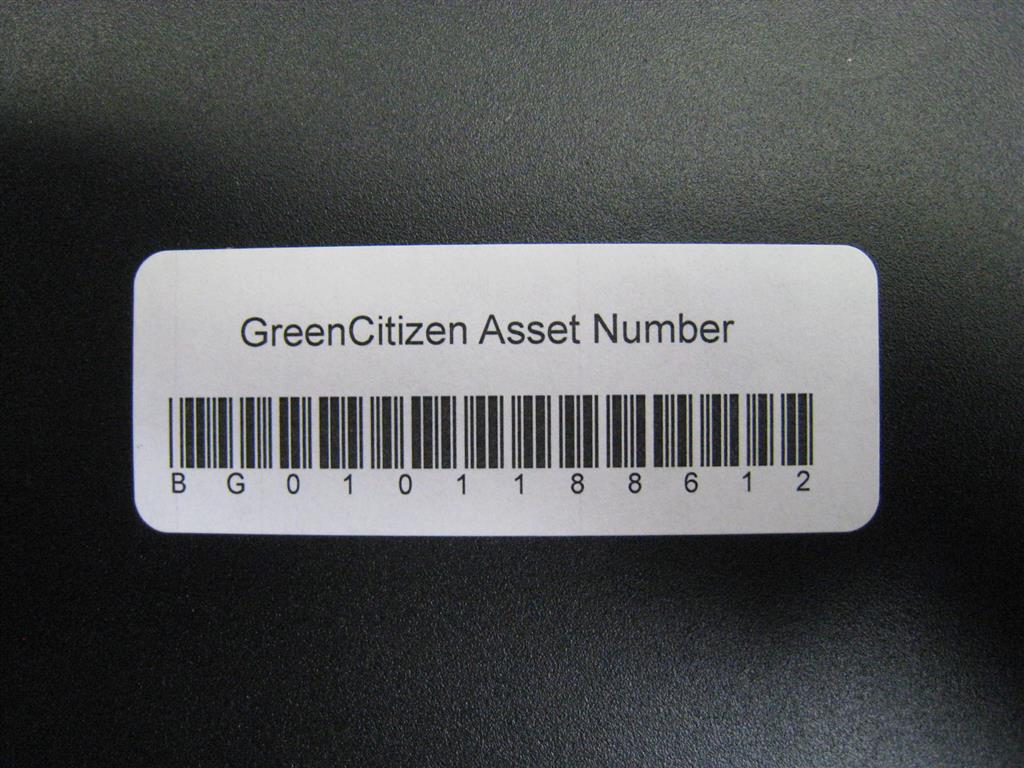 GreenCitizen Asset Number
B G 0 1 0 1 1 8 8 6 1 2